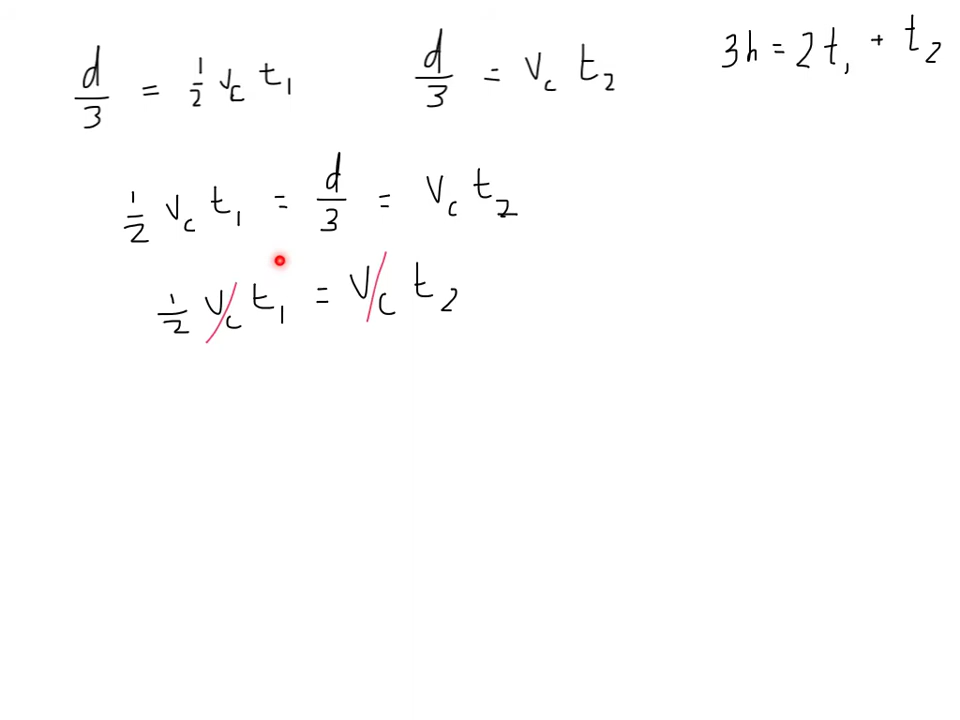 d/3 = 1/2 v_c t_1    d/3 = v_c t_2    3h = 2t_1 + t_2
1/2 v_c t_1 = d/3 = v_c t_2
1/2 v_c t_1 = v_c t_2